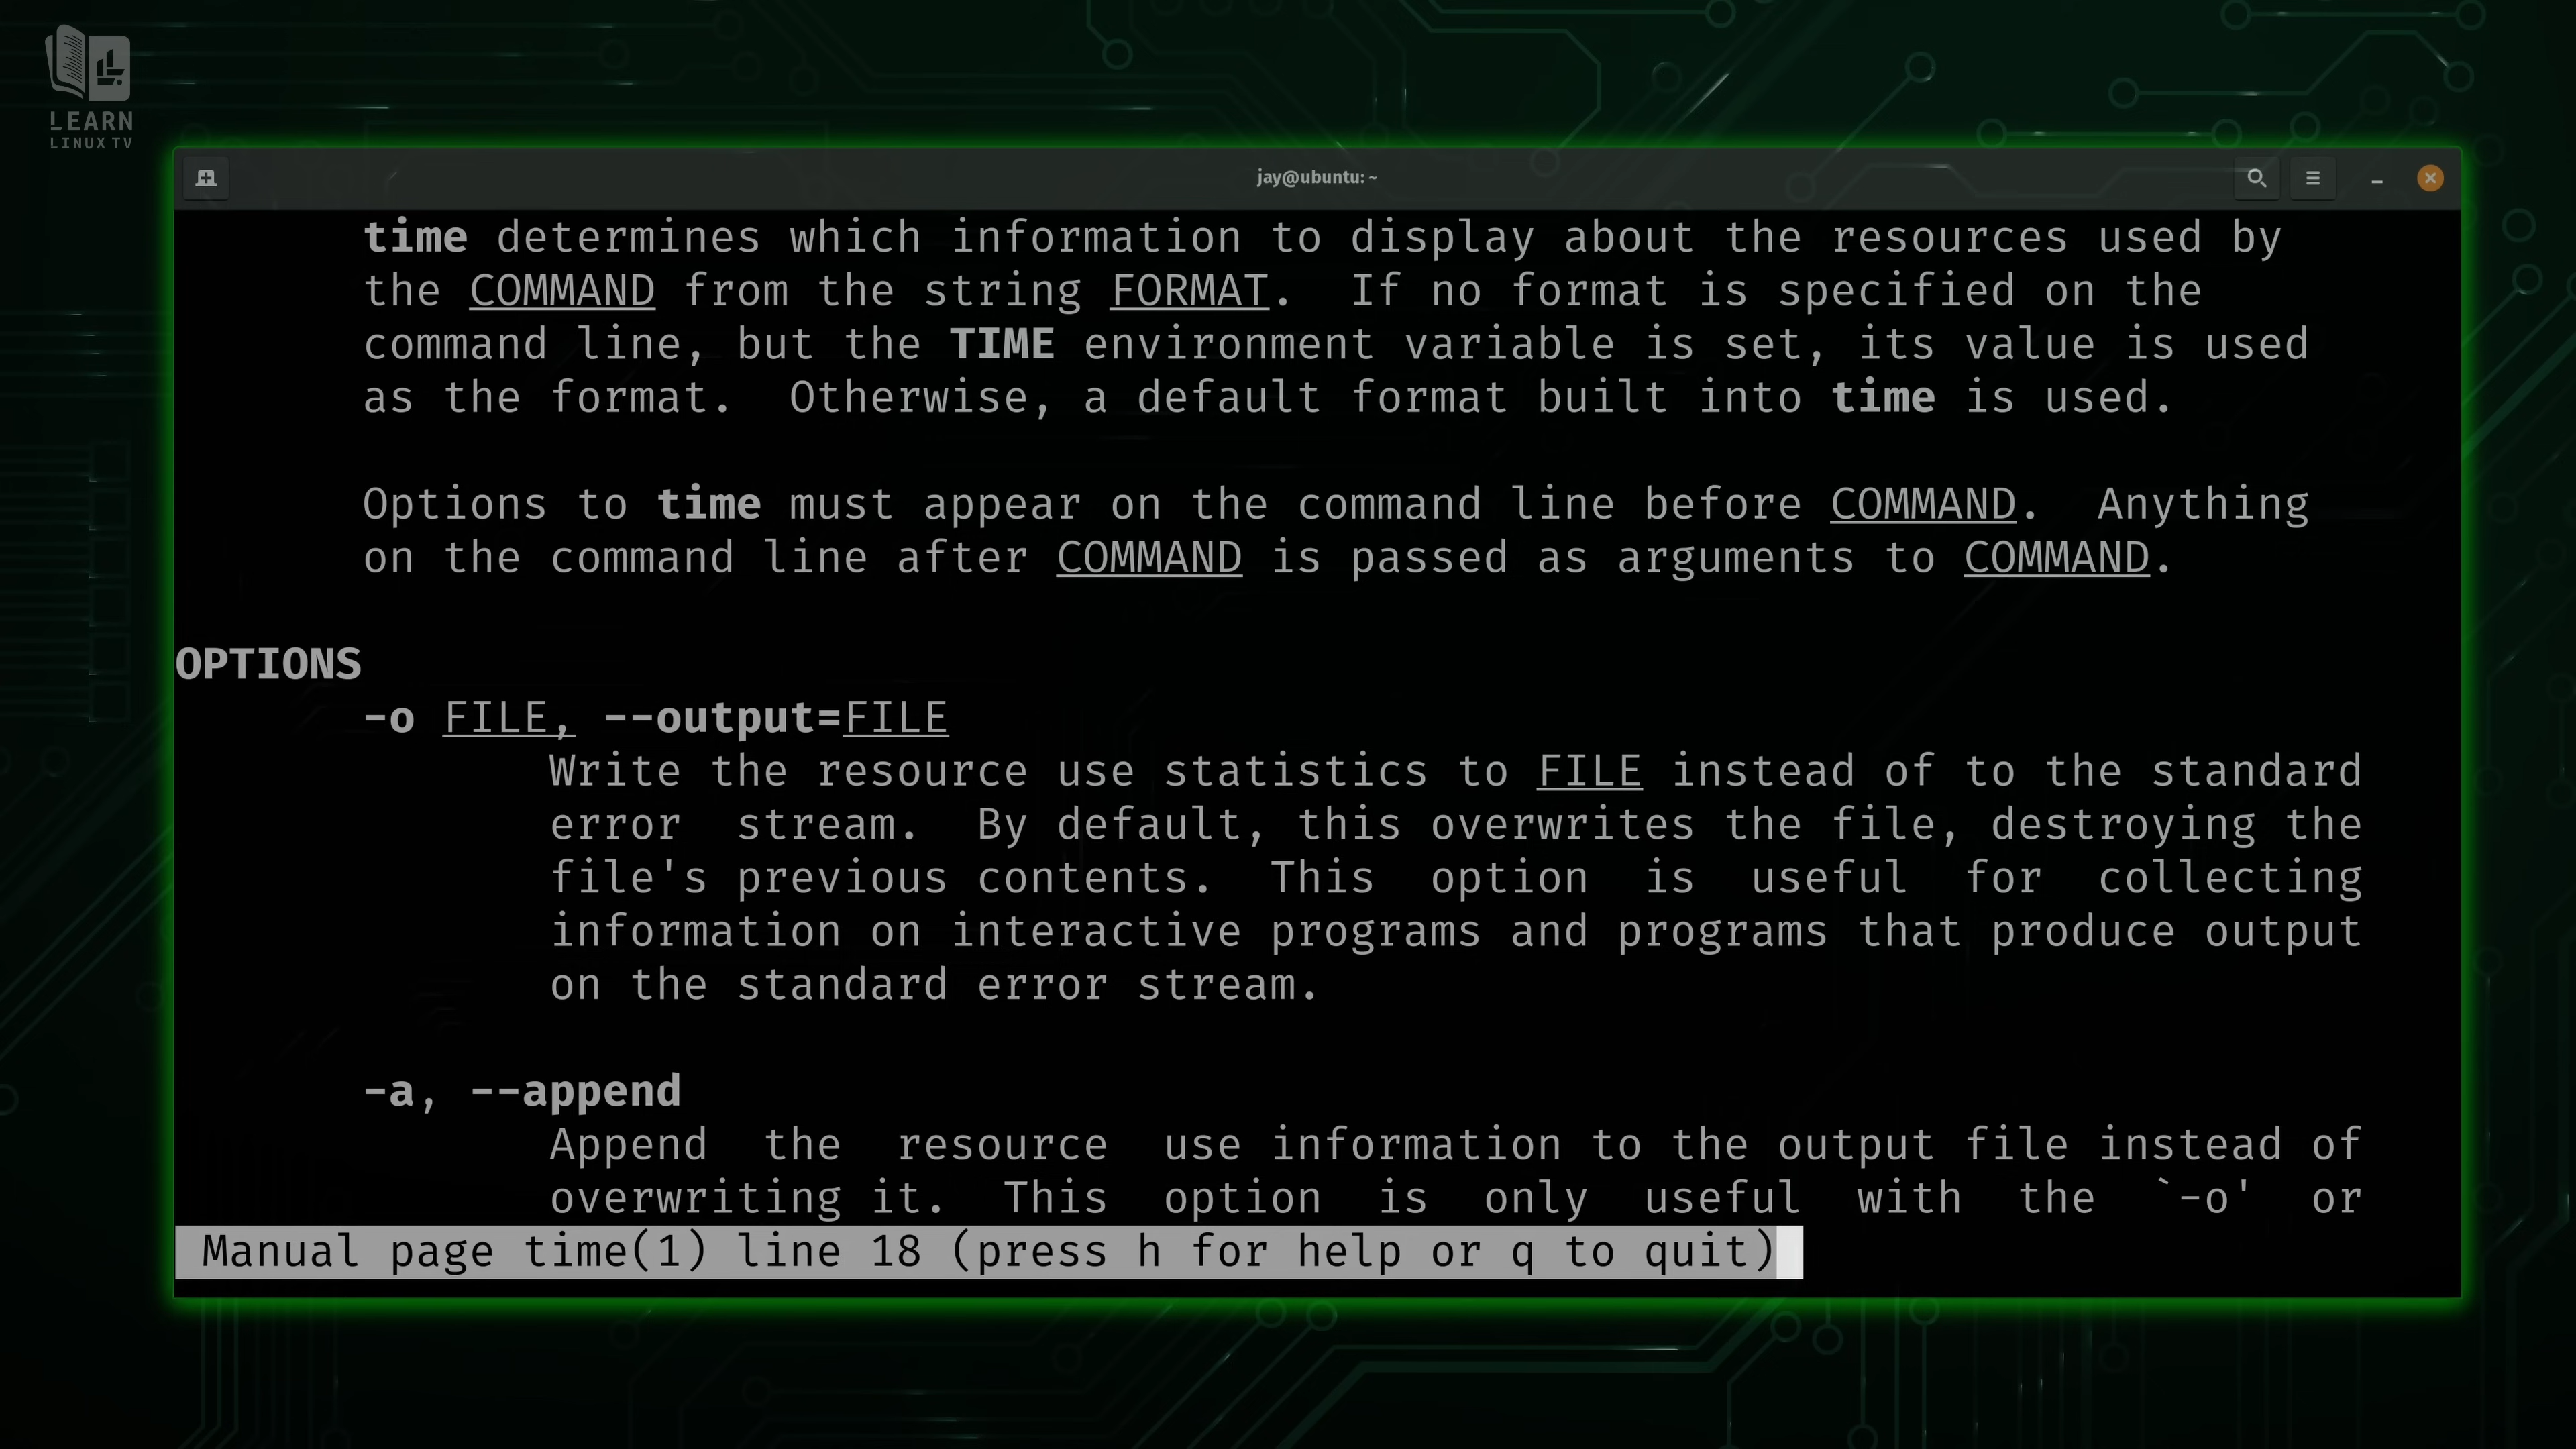 LEARN
LINUX TV
jay@ubuntu: ~
time determines which information to display about the resources used by
the COMMAND from the string FORMAT.  If no format is specified on the
command line, but the TIME environment variable is set, its value is used
as the format.  Otherwise, a default format built into time is used.
Options to time must appear on the command line before COMMAND.  Anything
on the command line after COMMAND is passed as arguments to COMMAND.
OPTIONS
-o FILE, --output=FILE
Write the resource use statistics to FILE instead of to the standard
error  stream.  By default, this overwrites the file, destroying the
file's previous contents.  This  option  is  useful  for  collecting
information on interactive programs and programs that produce output
on the standard error stream.
-a, --append
Append  the  resource  use information to the output file instead of
overwriting it.  This  option  is  only  useful  with  the  `-o'  or
Manual page time(1) line 18 (press h for help or q to quit)